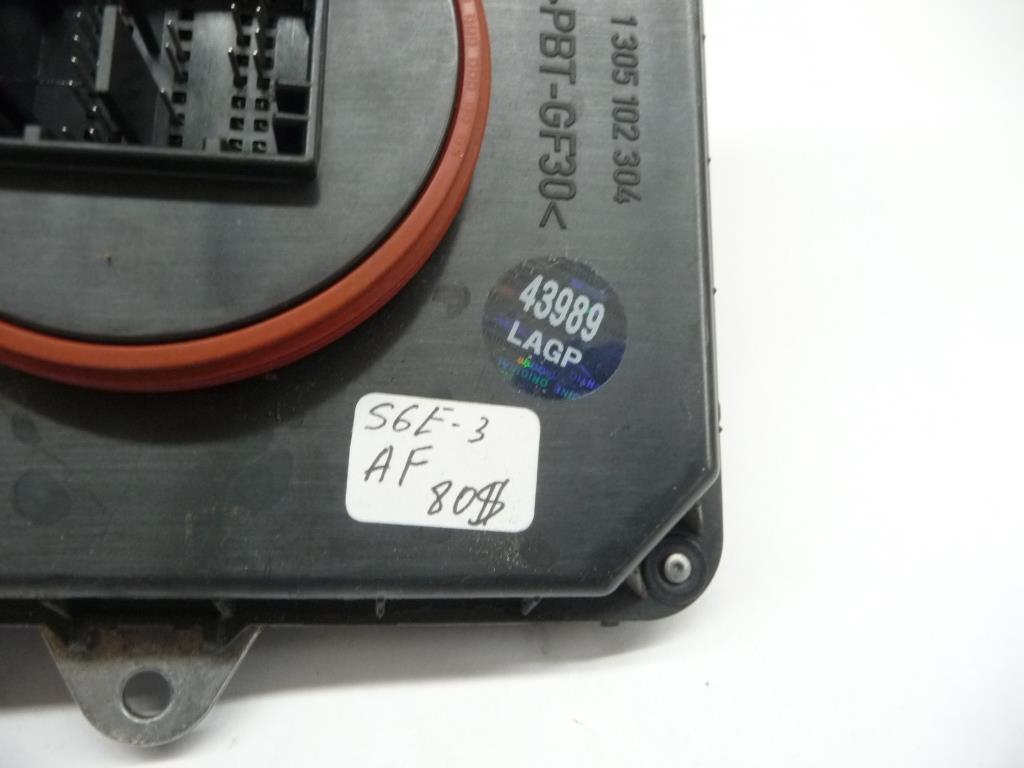 1 305 102 304
-PBT-GF30<
43989
LAGP
S6E-3
AF
80$